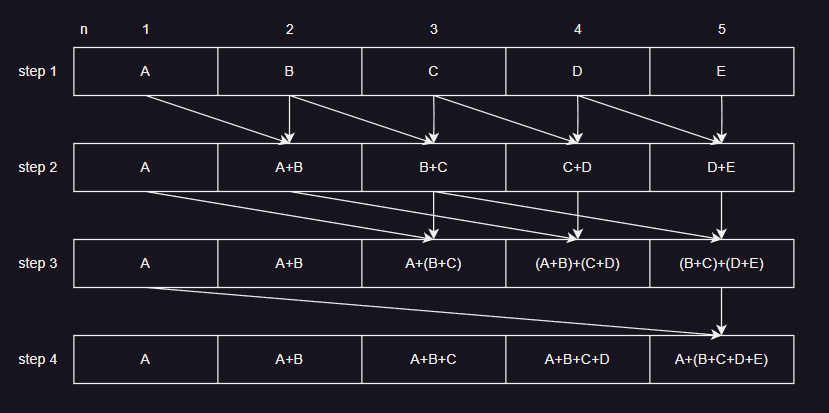 n 1 2 3 4 5
step 1 A B C D E
step 2 A A+B B+C C+D D+E
step 3 A A+B A+(B+C) (A+B)+(C+D) (B+C)+(D+E)
step 4 A A+B A+B+C A+B+C+D A+(B+C+D+E)